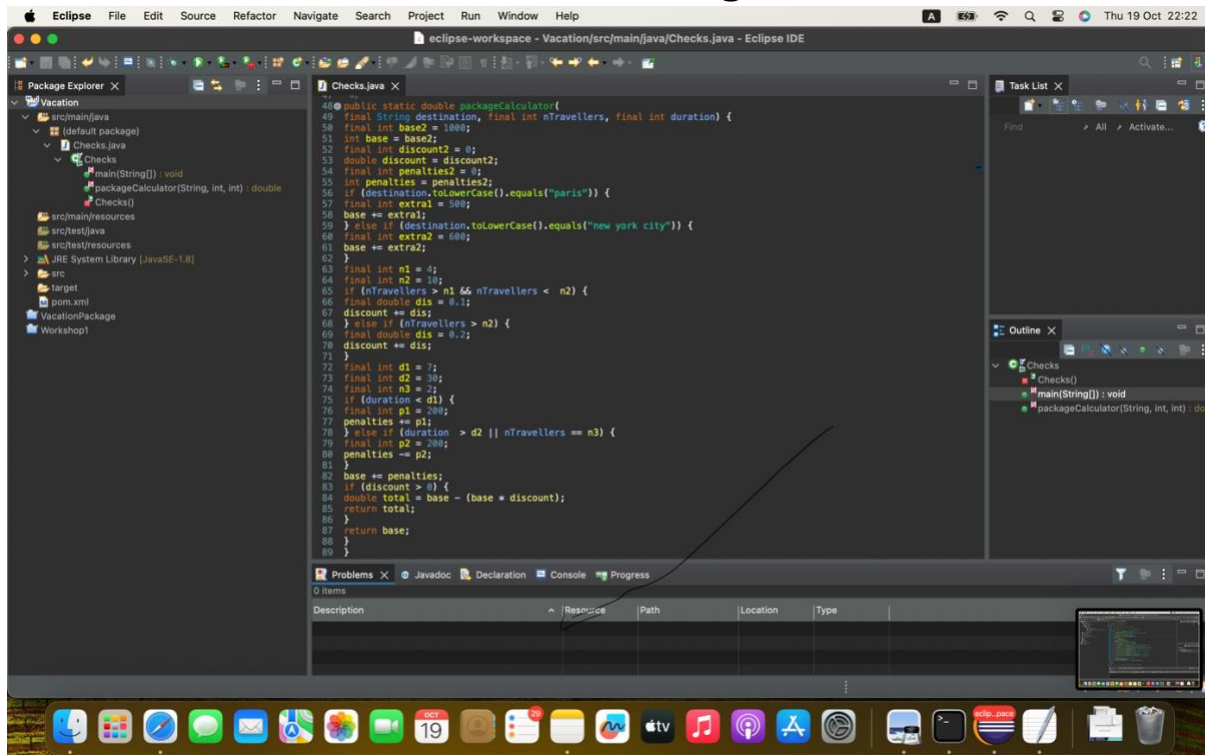 Eclipse File Edit Source Refactor Navigate Search Project Run Window Help
A Thu 19 Oct 22:22
eclipse-workspace - Vacation/src/main/java/Checks.java - Eclipse IDE
Package Explorer
Vacation
src/main/java
(default package)
Checks.java
Checks
main(String[]) : void
packageCalculator(String, int, int) : double
Checks()
src/main/resources
src/test/java
src/test/resources
JRE System Library [JavaSE-1.8]
src
target
pom.xml
VacationPackage
Workshop1
Checks.java
48 public static double packageCalculator(
49 final String destination, final int nTravellers, final int duration) {
50 final int base2 = 1000;
51 int base = base2;
52 final int discount2 = 0;
53 double discount = discount2;
54 final int penalties2 = 0;
55 int penalties = penalties2;
56 if (destination.toLowerCase().equals("paris")) {
57 final int extra1 = 500;
58 base += extra1;
59 } else if (destination.toLowerCase().equals("new york city")) {
60 final int extra2 = 600;
61 base += extra2;
62 }
63 final int n1 = 4;
64 final int n2 = 10;
65 if (nTravellers > n1 && nTravellers < n2) {
66 final double dis = 0.1;
67 discount += dis;
68 } else if (nTravellers > n2) {
69 final double dis = 0.2;
70 discount += dis;
71 }
72 final int d1 = 7;
73 final int d2 = 30;
74 final int n3 = 2;
75 if (duration < d1) {
76 final int p1 = 200;
77 penalties += p1;
78 } else if (duration > d2 || nTravellers == n3) {
79 final int p2 = 200;
80 penalties -= p2;
81 }
82 base += penalties;
83 if (discount > 0) {
84 double total = base - (base * discount);
85 return total;
86 }
87 return base;
88 }
89 }
Task List
Find All Activate...
Outline
Checks
Checks()
main(String[]) : void
packageCalculator(String, int, int) : do
Problems Javadoc Declaration Console Progress
0 items
Description Resource Path Location Type
OCT
19
29
tv
eclip...pace